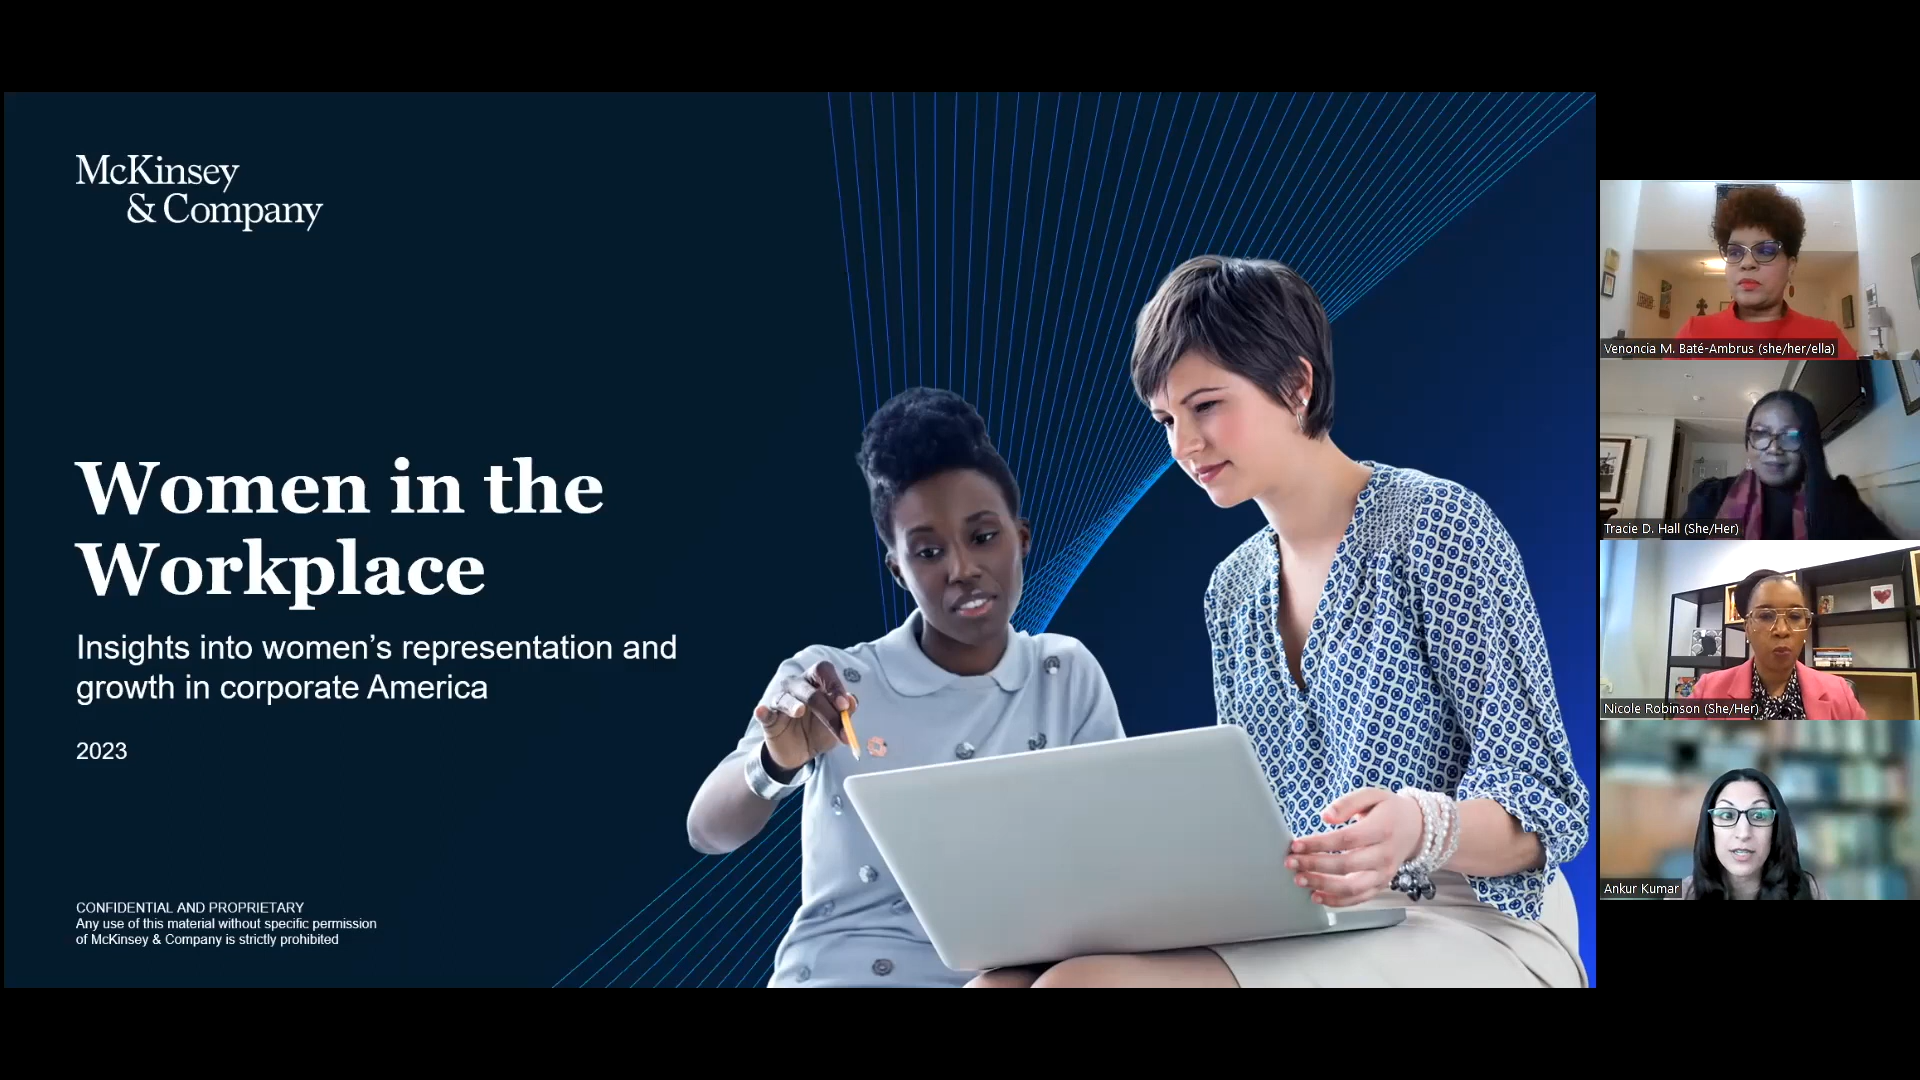 McKinsey
& Company
Women in the
Workplace
Insights into women’s representation and
growth in corporate America
2023
CONFIDENTIAL AND PROPRIETARY
Any use of this material without specific permission
of McKinsey & Company is strictly prohibited
Venoncia M. Baté-Ambrus (she/her/ella)
Tracie D. Hall (She/Her)
Nicole Robinson (She/Her)
Ankur Kumar